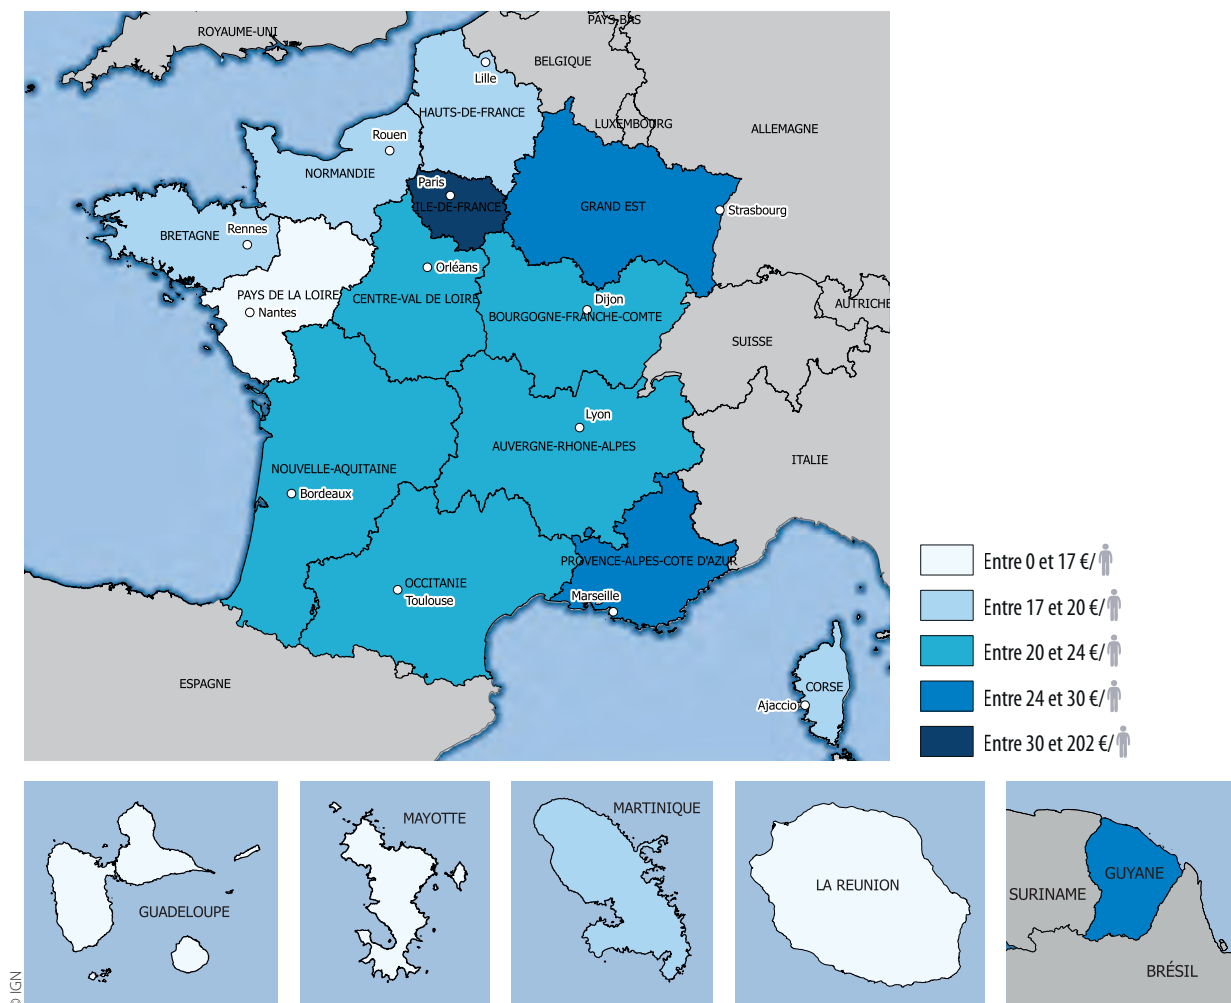 ROYAUME-UNI
PAYS-BAS
BELGIQUE
Lille
HAUTS-DE-FRANCE
LUXEMBOURG
ALLEMAGNE
Rouen
NORMANDIE
Paris
ILE-DE-FRANCE
GRAND EST
Strasbourg
BRETAGNE
Rennes
Orléans
PAYS DE LA LOIRE
CENTRE-VAL DE LOIRE
Dijon
Nantes
BOURGOGNE-FRANCHE-COMTE
AUTRICHE
SUISSE
Lyon
AUVERGNE-RHONE-ALPES
ITALIE
NOUVELLE-AQUITAINE
Bordeaux
PROVENCE-ALPES-COTE D'AZUR
OCCITANIE
Toulouse
Marseille
ESPAGNE
CORSE
Ajaccio
Entre 0 et 17 €/
Entre 17 et 20 €/
Entre 20 et 24 €/
Entre 24 et 30 €/
Entre 30 et 202 €/
GUADELOUPE
MAYOTTE
MARTINIQUE
LA REUNION
GUYANE
SURINAME
BRÉSIL
© IGN